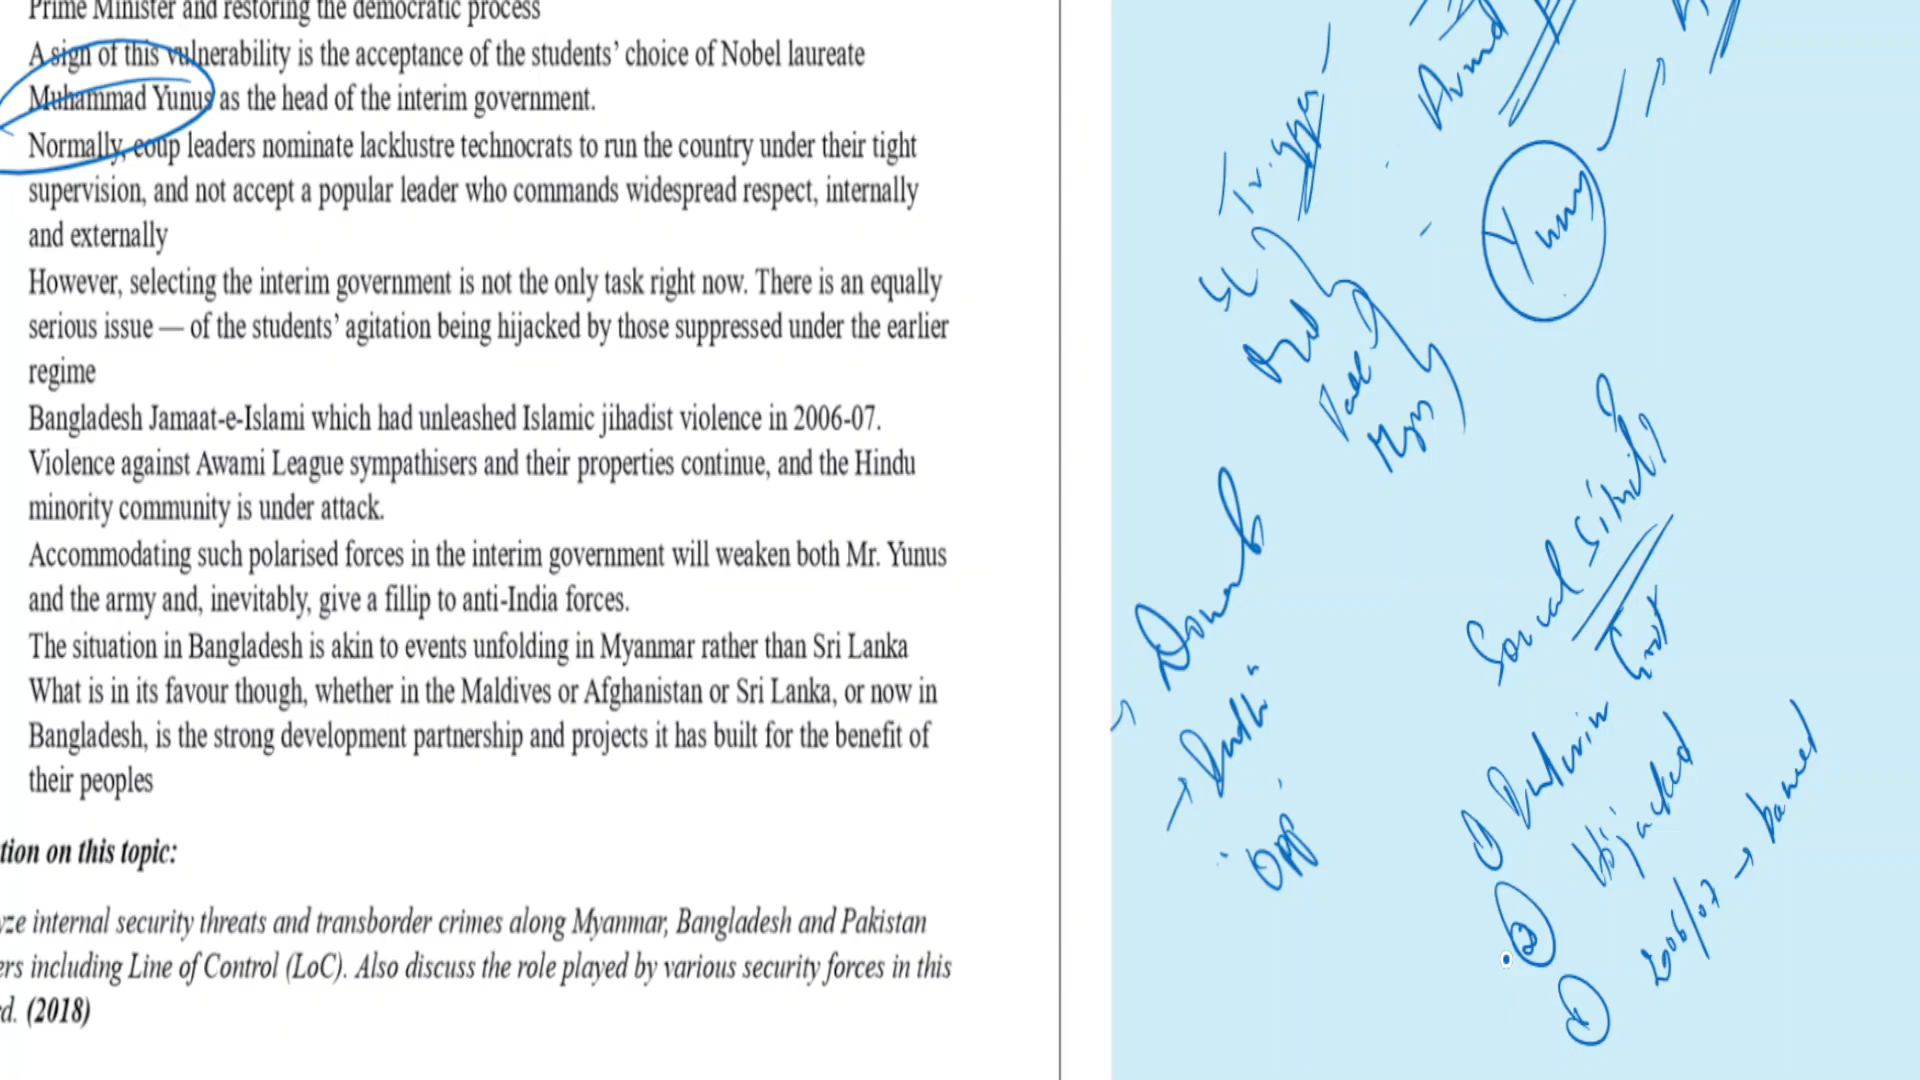 Prime Minister and restoring the democratic process
A sign of this vulnerability is the acceptance of the students’ choice of Nobel laureate
Muhammad Yunus as the head of the interim government.
Normally, coup leaders nominate lacklustre technocrats to run the country under their tight
supervision, and not accept a popular leader who commands widespread respect, internally
and externally
However, selecting the interim government is not the only task right now. There is an equally
serious issue — of the students’ agitation being hijacked by those suppressed under the earlier
regime
Bangladesh Jamaat-e-Islami which had unleashed Islamic jihadist violence in 2006-07.
Violence against Awami League sympathisers and their properties continue, and the Hindu
minority community is under attack.
Accommodating such polarised forces in the interim government will weaken both Mr. Yunus
and the army and, inevitably, give a fillip to anti-India forces.
The situation in Bangladesh is akin to events unfolding in Myanmar rather than Sri Lanka
What is in its favour though, whether in the Maldives or Afghanistan or Sri Lanka, or now in
Bangladesh, is the strong development partnership and projects it has built for the benefit of
their peoples
tion on this topic:
ze internal security threats and transborder crimes along Myanmar, Bangladesh and Pakistan
ers including Line of Control (LoC). Also discuss the role played by various security forces in this
d. (2018)
Trigger
Yunus
SL
Opp
Hijacked
2006/07 → banned